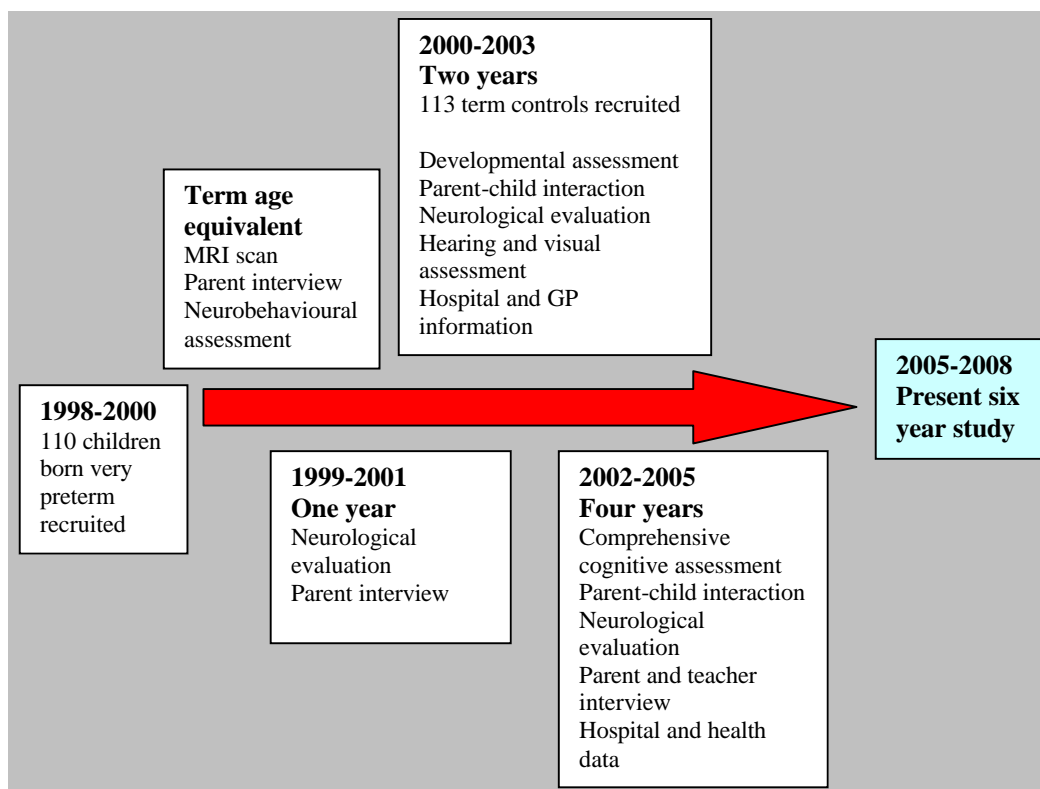 1998-2000
110 children
born very
preterm
recruited
Term age
equivalent
MRI scan
Parent interview
Neurobehavioural
assessment
1999-2001
One year
Neurological
evaluation
Parent interview
2000-2003
Two years
113 term controls recruited
Developmental assessment
Parent-child interaction
Neurological evaluation
Hearing and visual
assessment
Hospital and GP
information
2002-2005
Four years
Comprehensive
cognitive assessment
Parent-child interaction
Neurological
evaluation
Parent and teacher
interview
Hospital and health
data
2005-2008
Present six
year study